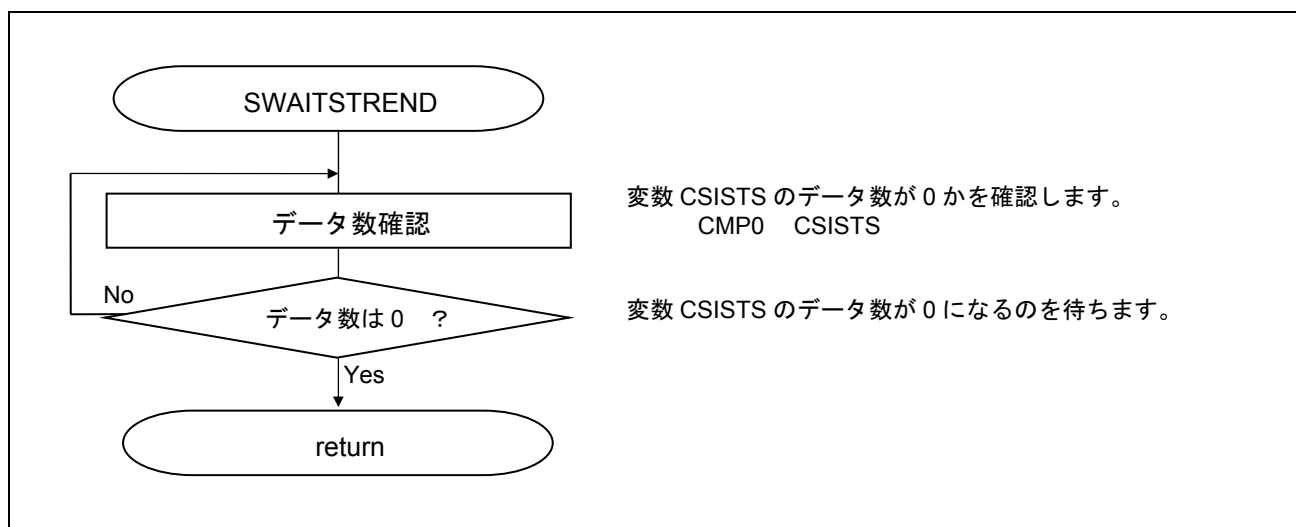 SWAITSTREND
データ数確認
変数 CSISTS のデータ数が 0 かを確認します。
CMP0 CSISTS
No
データ数は 0 ?
変数 CSISTS のデータ数が 0 になるのを待ちます。
Yes
return